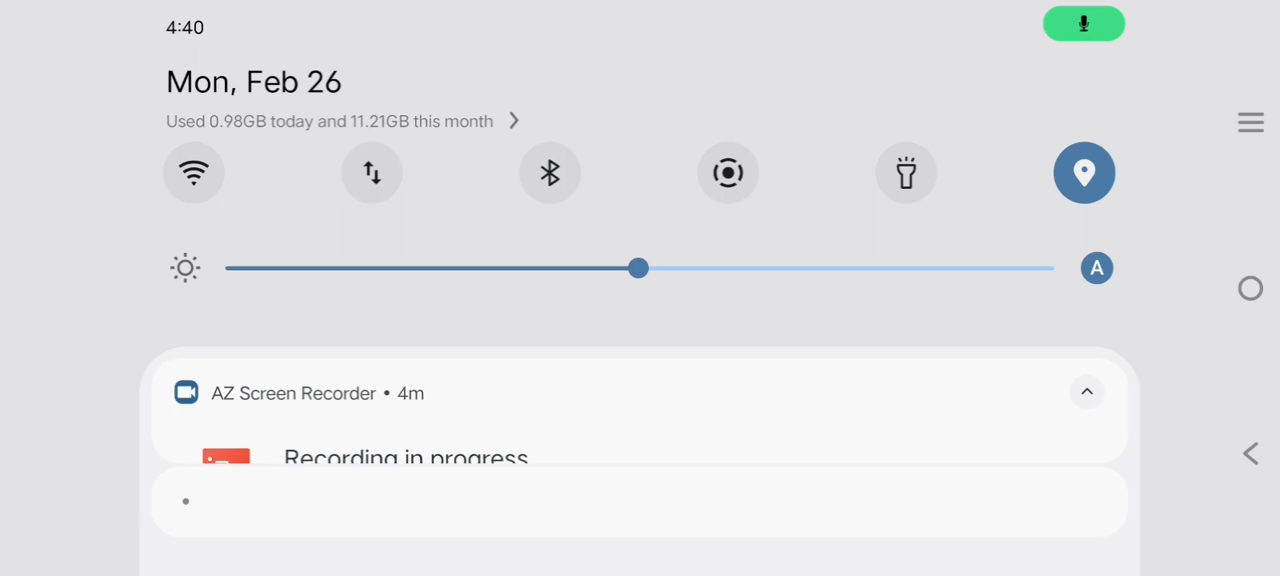 4:40
Mon, Feb 26
Used 0.98GB today and 11.21GB this month
A
AZ Screen Recorder • 4m
Recording in progress